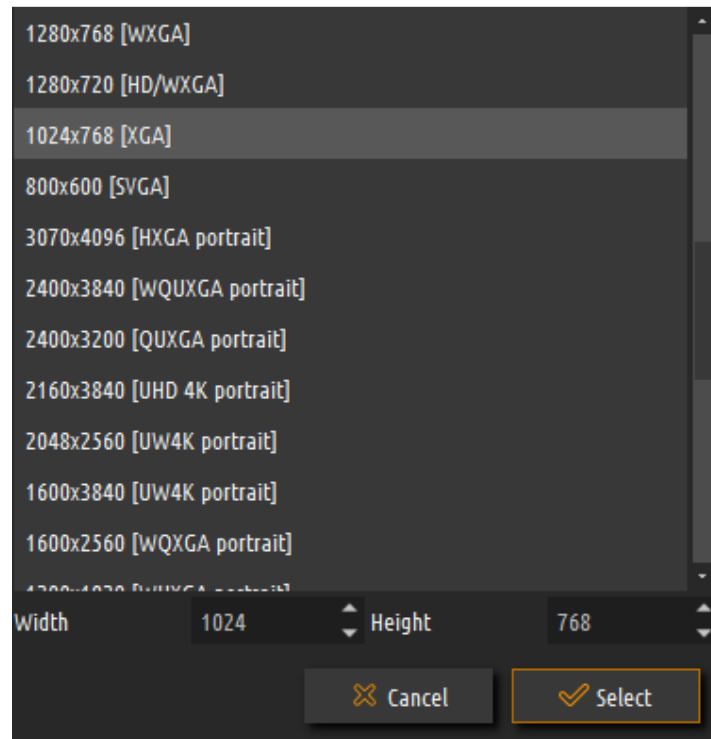 1280x768 [WXGA]
1280x720 [HD/WXGA]
1024x768 [XGA]
800x600 [SVGA]
3070x4096 [HXGA portrait]
2400x3840 [WQUXGA portrait]
2400x3200 [QUXGA portrait]
2160x3840 [UHD 4K portrait]
2048x2560 [UW4K portrait]
1600x3840 [UW4K portrait]
1600x2560 [WQXGA portrait]
Width 1024 Height 768
Cancel Select